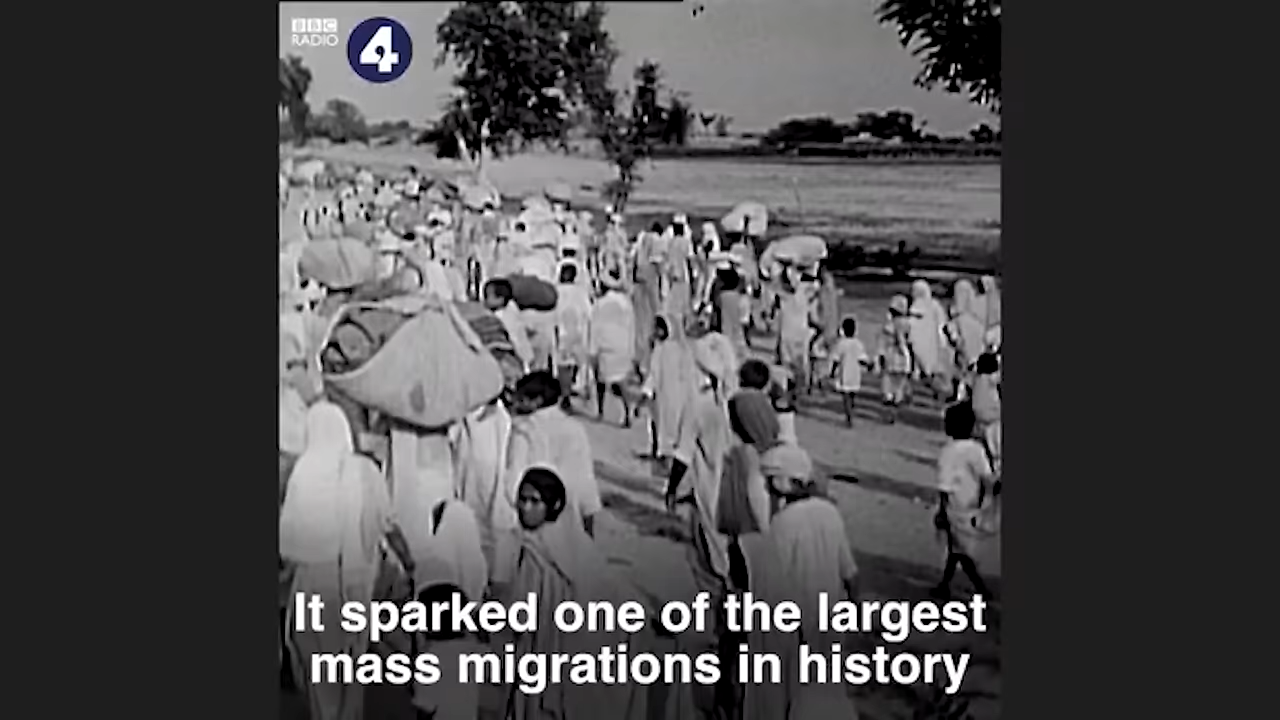 BBC
RADIO
4
It sparked one of the largest
mass migrations in history